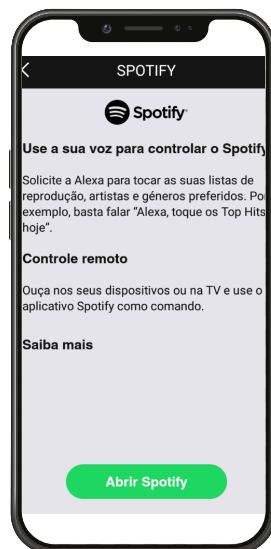 SPOTIFY
Spotify
Use a sua voz para controlar o Spotify
Solicite a Alexa para tocar as suas listas de
reprodução, artistas e géneros preferidos. Po
exemplo, basta falar “Alexa, toque os Top Hits
hoje”.
Controle remoto
Ouça nos seus dispositivos ou na TV e use o
aplicativo Spotify como comando.
Saiba mais
Abrir Spotify